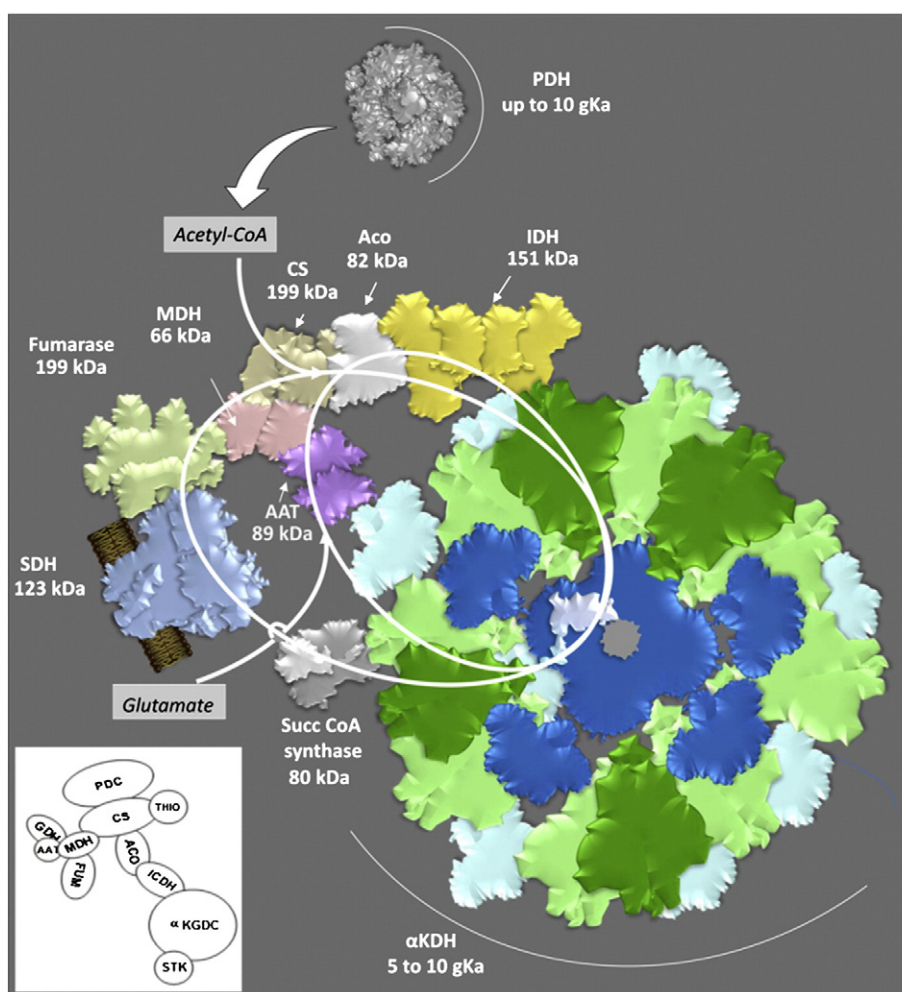 PDH
up to 10 gKa
Acetyl-CoA
Aco
82 kDa
IDH
151 kDa
CS
199 kDa
MDH
66 kDa
Fumarase
199 kDa
AAT
89 kDa
SDH
123 kDa
Glutamate
Succ CoA
synthase
80 kDa
αKDH
5 to 10 gKa
PDC
CS
THIO
GDH
AAT
MDH
FUM
ACO
ICDH
α KGDC
STK